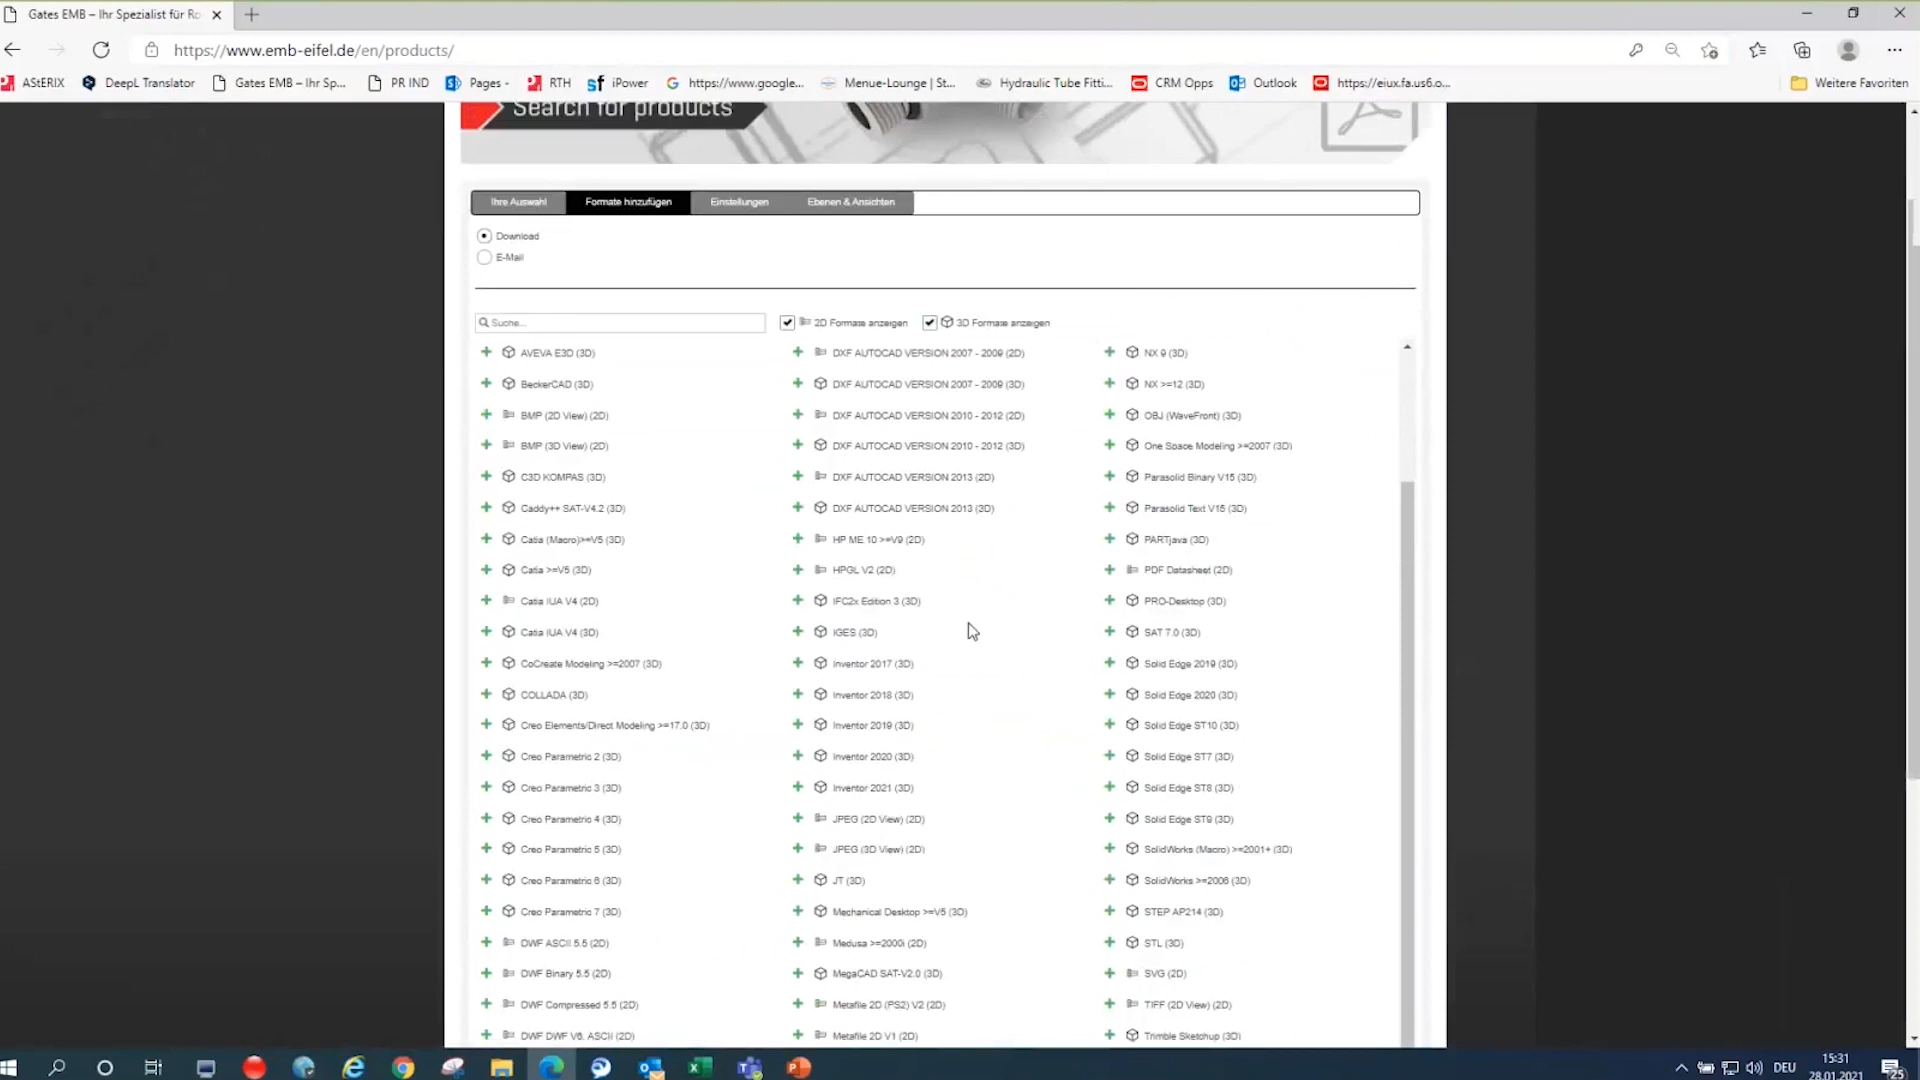 Gates EMB – Ihr Spezialist für Ro
https://www.emb-eifel.de/en/products/
AStERIX
DeepL Translator
Gates EMB – Ihr Sp...
PR IND
Pages -
RTH
iPower
https://www.google...
Menue-Lounge | St...
Hydraulic Tube Fitti...
CRM Opps
Outlook
https://eiux.fa.us6.o...
Weitere Favoriten
Search for products
Ihre Auswahl
Formate hinzufügen
Einstellungen
Ebenen & Ansichten
Download
E-Mail
Suche...
2D Formate anzeigen
3D Formate anzeigen
AVEVA E3D (3D)
BeckerCAD (3D)
BMP (2D View) (2D)
BMP (3D View) (2D)
C3D KOMPAS (3D)
Caddy++ SAT-V4.2 (3D)
Catia (Macro)>=V5 (3D)
Catia >=V5 (3D)
Catia IUA V4 (2D)
Catia IUA V4 (3D)
CoCreate Modeling >=2007 (3D)
COLLADA (3D)
Creo Elements/Direct Modeling >=17.0 (3D)
Creo Parametric 2 (3D)
Creo Parametric 3 (3D)
Creo Parametric 4 (3D)
Creo Parametric 5 (3D)
Creo Parametric 6 (3D)
Creo Parametric 7 (3D)
DWF ASCII 5.5 (2D)
DWF Binary 5.5 (2D)
DWF Compressed 5.5 (2D)
DWF DWF V6, ASCII (2D)
DXF AUTOCAD VERSION 2007 - 2009 (2D)
DXF AUTOCAD VERSION 2007 - 2009 (3D)
DXF AUTOCAD VERSION 2010 - 2012 (2D)
DXF AUTOCAD VERSION 2010 - 2012 (3D)
DXF AUTOCAD VERSION 2013 (2D)
DXF AUTOCAD VERSION 2013 (3D)
HP ME 10 >=V9 (2D)
HPGL V2 (2D)
IFC2x Edition 3 (3D)
IGES (3D)
Inventor 2017 (3D)
Inventor 2018 (3D)
Inventor 2019 (3D)
Inventor 2020 (3D)
Inventor 2021 (3D)
JPEG (2D View) (2D)
JPEG (3D View) (2D)
JT (3D)
Mechanical Desktop >=V5 (3D)
Medusa >=2000i (2D)
MegaCAD SAT-V2.0 (3D)
Metafile 2D (PS2) V2 (2D)
Metafile 2D V1 (2D)
NX 9 (3D)
NX >=12 (3D)
OBJ (WaveFront) (3D)
One Space Modeling >=2007 (3D)
Parasolid Binary V15 (3D)
Parasolid Text V15 (3D)
PARTjava (3D)
PDF Datasheet (2D)
PRO-Desktop (3D)
SAT 7.0 (3D)
Solid Edge 2019 (3D)
Solid Edge 2020 (3D)
Solid Edge ST10 (3D)
Solid Edge ST7 (3D)
Solid Edge ST8 (3D)
Solid Edge ST9 (3D)
SolidWorks (Macro) >=2001+ (3D)
SolidWorks >=2006 (3D)
STEP AP214 (3D)
STL (3D)
SVG (2D)
TIFF (2D View) (2D)
Trimble Sketchup (3D)
DEU
15:31
28.01.2021
25